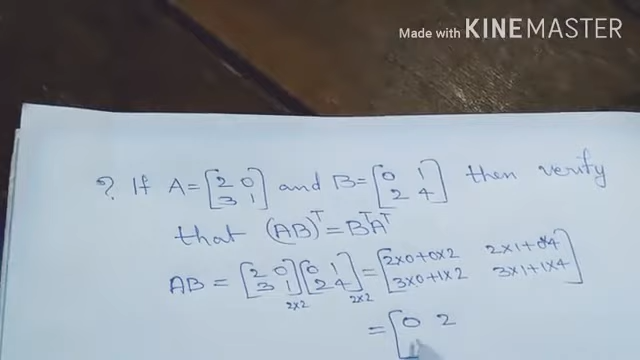 Made with KINEMASTER
? If A = [2 0 3 1] and B = [0 1 2 4] then verify
that (AB)ᵀ = BᵀAᵀ
AB = [2 0 3 1]2x2 [0 1 2 4]2x2 = [2x0+0x2 2x1+0x4 3x0+1x2 3x1+1x4]
= [0 2